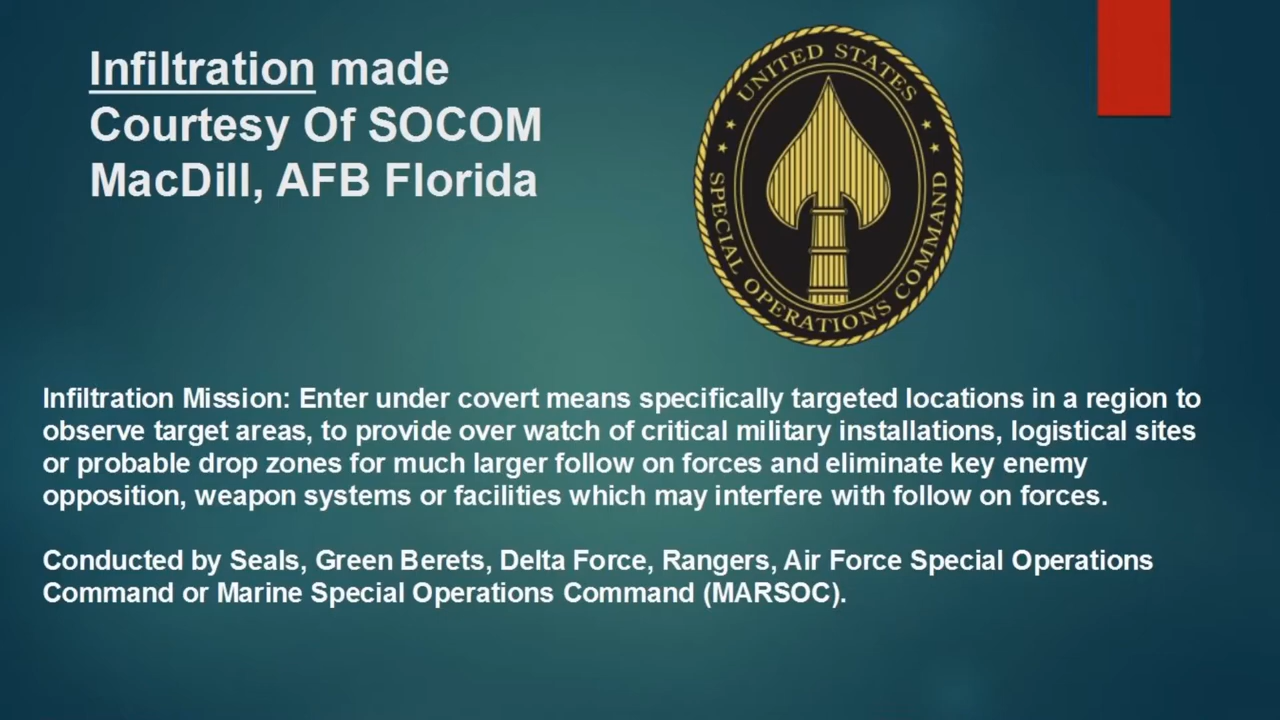 Infiltration made
Courtesy Of SOCOM
MacDill, AFB Florida
UNITED STATES
SPECIAL OPERATIONS COMMAND
Infiltration Mission: Enter under covert means specifically targeted locations in a region to
observe target areas, to provide over watch of critical military installations, logistical sites
or probable drop zones for much larger follow on forces and eliminate key enemy
opposition, weapon systems or facilities which may interfere with follow on forces.
Conducted by Seals, Green Berets, Delta Force, Rangers, Air Force Special Operations
Command or Marine Special Operations Command (MARSOC).